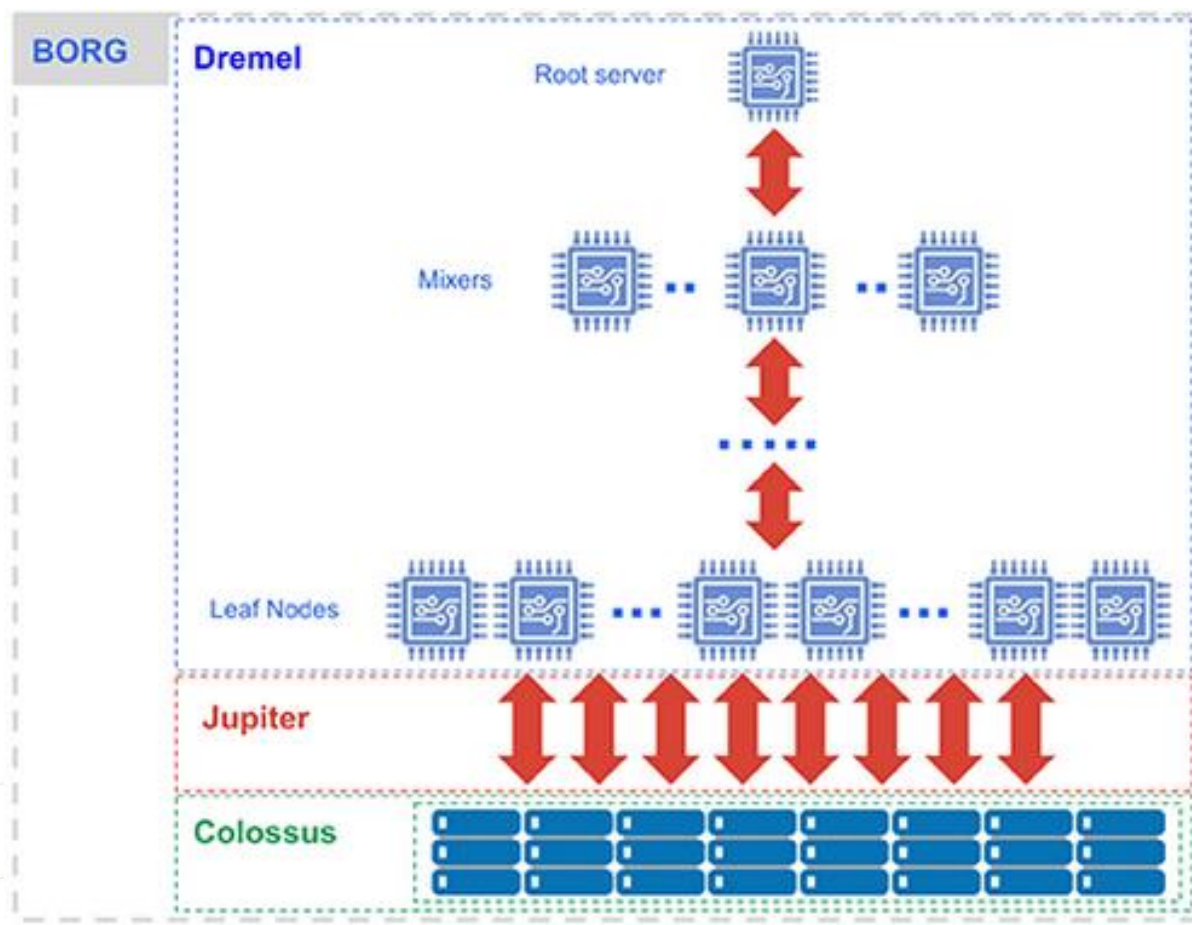 BORG
Dremel
Root server
Mixers
Leaf Nodes
Jupiter
Colossus